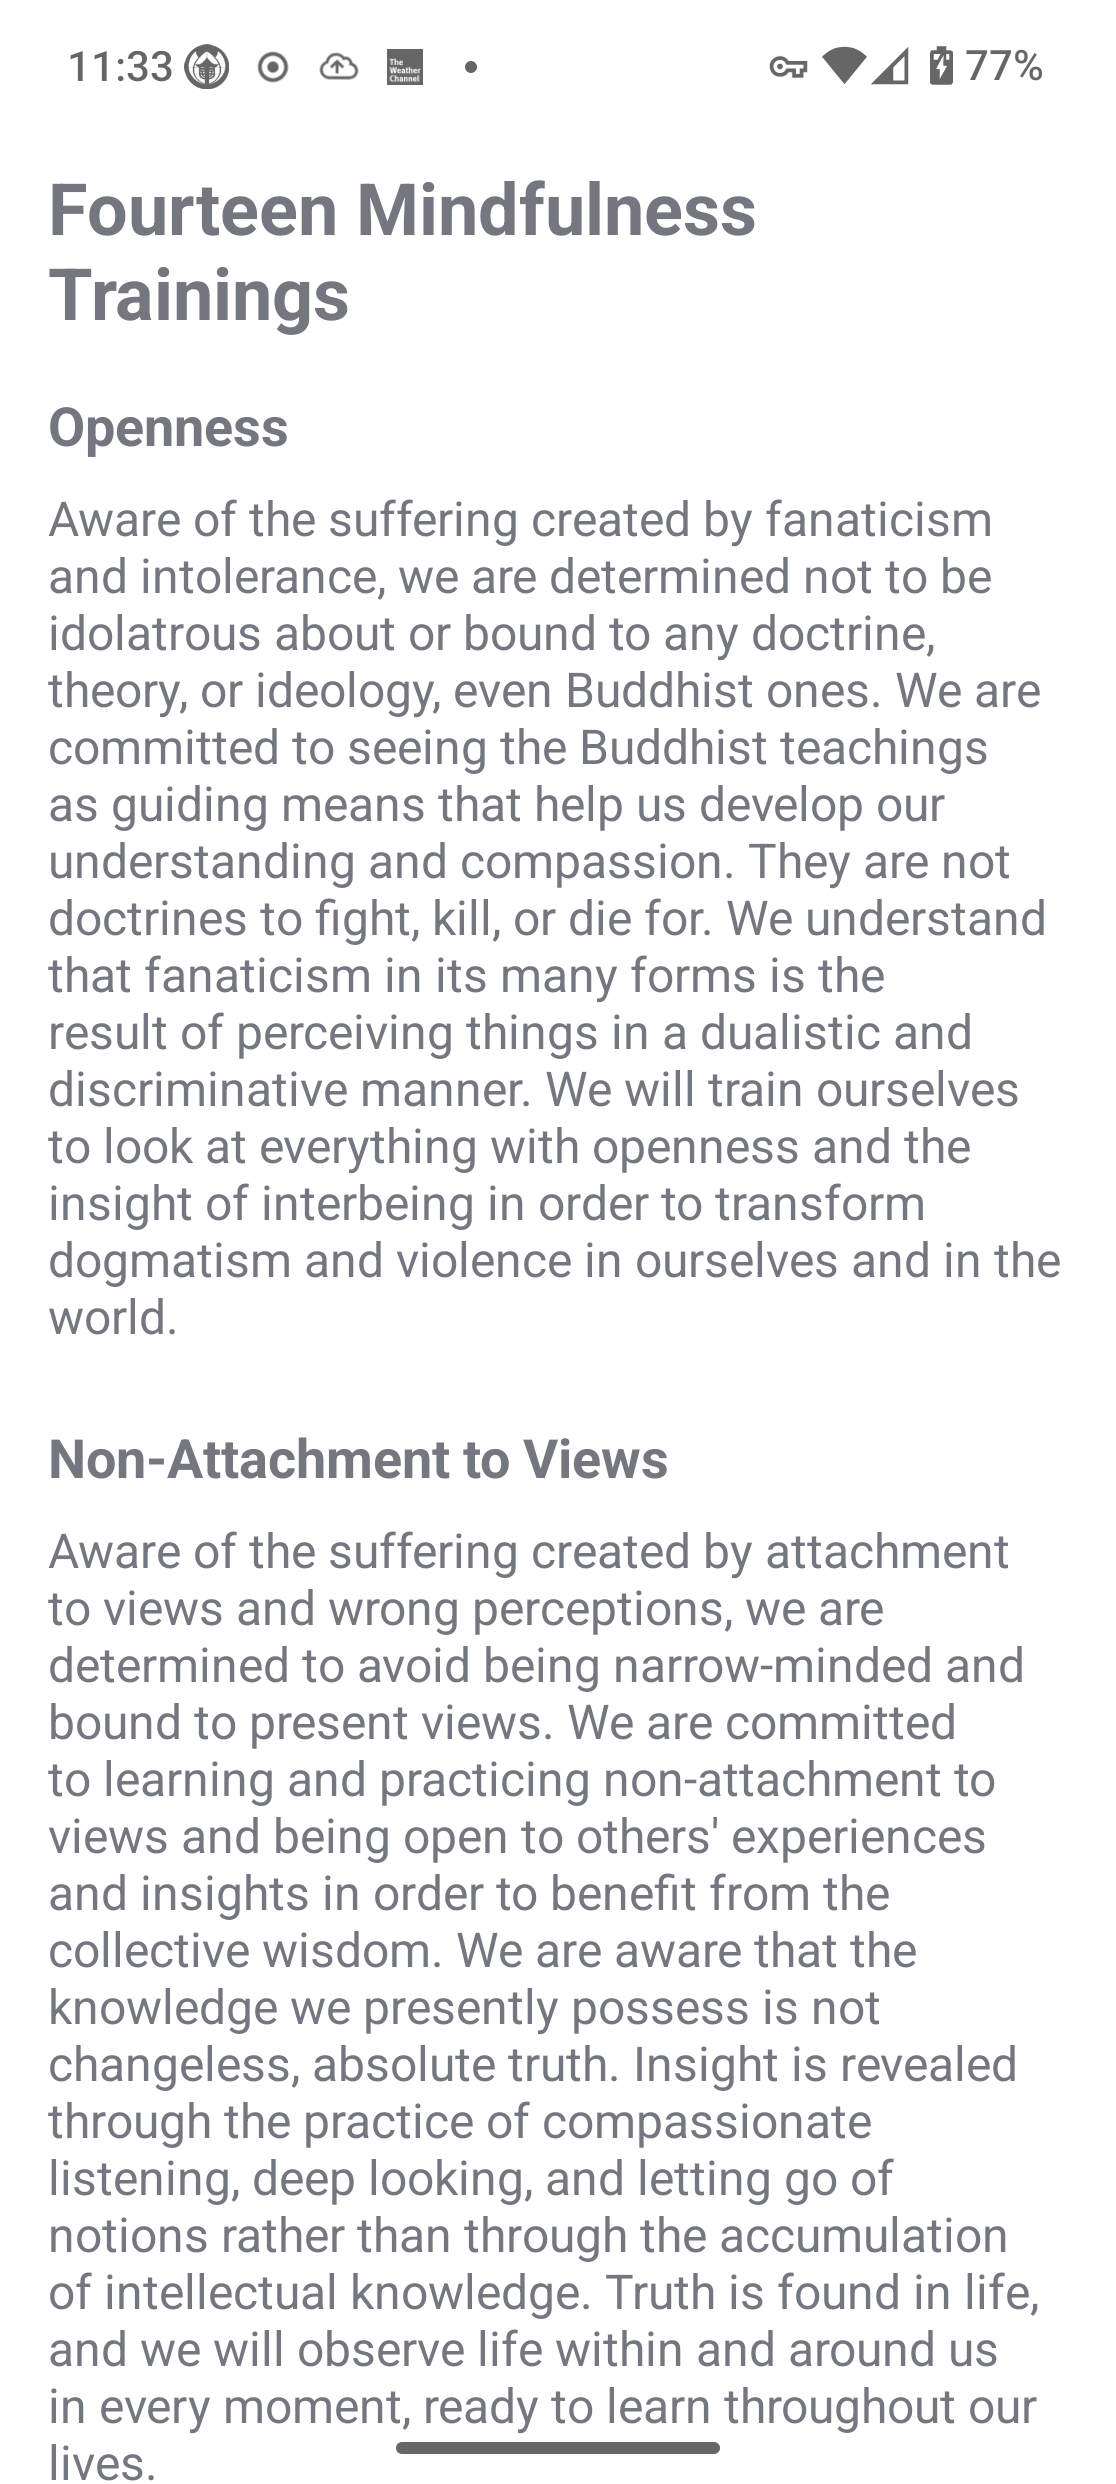 11:33
The
Weather
Channel
77%
Fourteen Mindfulness
Trainings
Openness
Aware of the suffering created by fanaticism
and intolerance, we are determined not to be
idolatrous about or bound to any doctrine,
theory, or ideology, even Buddhist ones. We are
committed to seeing the Buddhist teachings
as guiding means that help us develop our
understanding and compassion. They are not
doctrines to fight, kill, or die for. We understand
that fanaticism in its many forms is the
result of perceiving things in a dualistic and
discriminative manner. We will train ourselves
to look at everything with openness and the
insight of interbeing in order to transform
dogmatism and violence in ourselves and in the
world.
Non-Attachment to Views
Aware of the suffering created by attachment
to views and wrong perceptions, we are
determined to avoid being narrow-minded and
bound to present views. We are committed
to learning and practicing non-attachment to
views and being open to others' experiences
and insights in order to benefit from the
collective wisdom. We are aware that the
knowledge we presently possess is not
changeless, absolute truth. Insight is revealed
through the practice of compassionate
listening, deep looking, and letting go of
notions rather than through the accumulation
of intellectual knowledge. Truth is found in life,
and we will observe life within and around us
in every moment, ready to learn throughout our
lives.